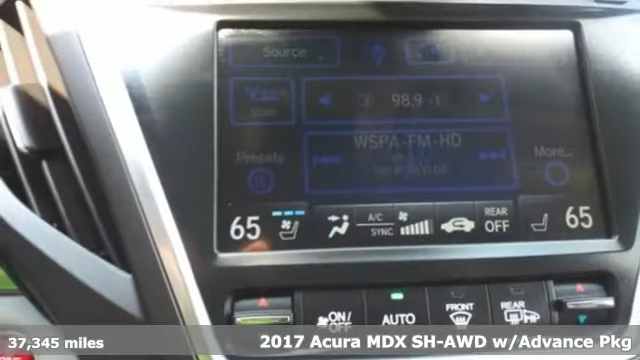 Source
98.9 -1
WSPA-FM-HD
Presets
More...
65
A/C
SYNC
REAR
OFF
65
ON/
OFF
AUTO
FRONT
REAR
37,345 miles
2017 Acura MDX SH-AWD w/Advance Pkg